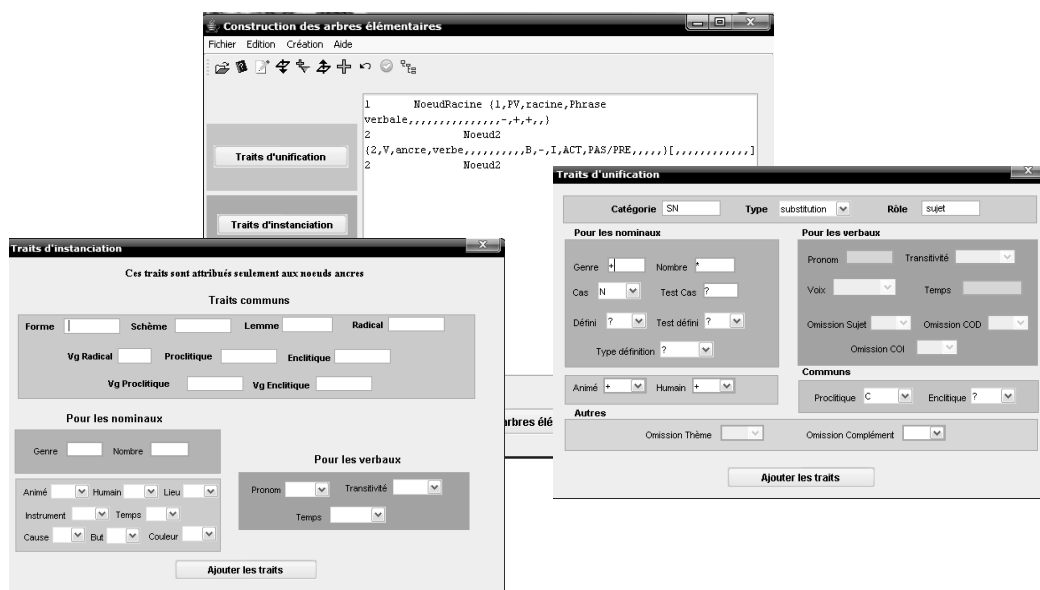 Construction des arbres élémentaires
Fichier Edition Création Aide
1 NoeudRacine {1,PV,racine,Phrase
verbale,,,,,,,,,,,,,,,-,+,+,,}
2 Noeud2
{2,V,ancre,verbe,,,,,,,,,,B,-,I,ACT,PAS/PRE,,,,,}[,,,,,,,,,,,,]
2 Noeud2
Traits d'unification
Traits d'instanciation
arbres élé
Traits d'unification
Catégorie SN Type substitution Rôle sujet
Pour les nominaux
Genre + Nombre *
Cas N Test Cas ?
Défini ? Test défini ?
Type définition ?
Animé + Humain +
Pour les verbaux
Pronom Transitivité
Voix Temps
Omission Sujet Omission COD
Omission COI
Communs
Proclitique C Enclitique ?
Autres
Omission Thème Omission Complément
Ajouter les traits
Traits d'instanciation
Ces traits sont attribués seulement aux noeuds ancres
Traits communs
Forme Schème Lemme Radical
Vg Radical Proclitique Enclitique
Vg Proclitique Vg Enclitique
Pour les nominaux
Genre Nombre
Animé Humain Lieu
Instrument Temps
Cause But Couleur
Pour les verbaux
Pronom Transitivité
Temps
Ajouter les traits